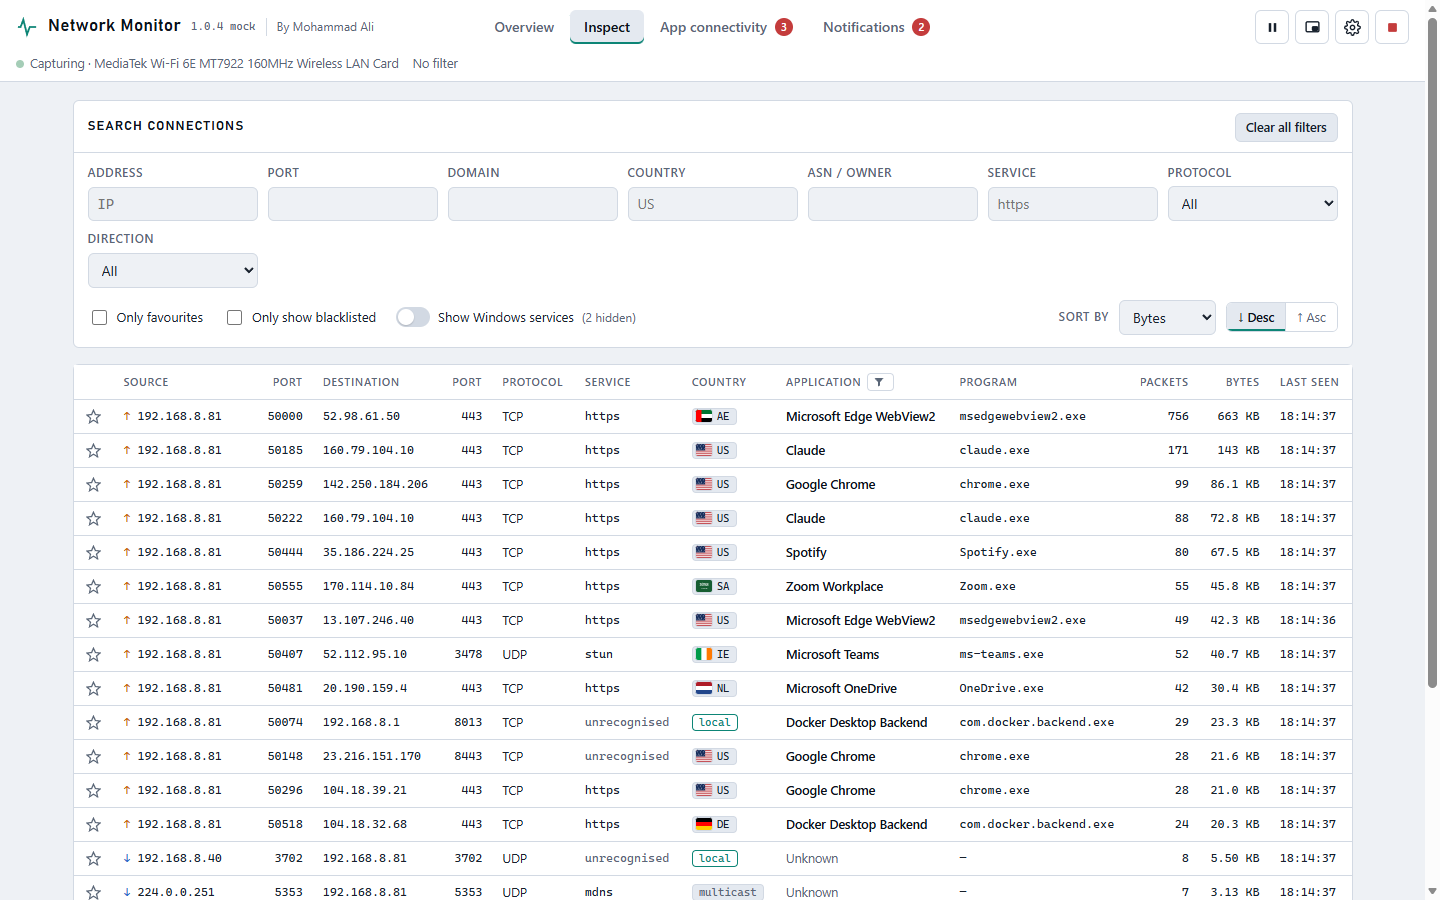 Network Monitor 1.0.4 mock By Mohammad Ali Overview Inspect App connectivity 3 Notifications 2
Capturing · MediaTek Wi-Fi 6E MT7922 160MHz Wireless LAN Card No filter
SEARCH CONNECTIONS Clear all filters
ADDRESS PORT DOMAIN COUNTRY ASN / OWNER SERVICE PROTOCOL
IP US https All
DIRECTION
All
Only favourites Only show blacklisted Show Windows services (2 hidden) SORT BY Bytes ↓ Desc ↑ Asc
SOURCE PORT DESTINATION PORT PROTOCOL SERVICE COUNTRY APPLICATION PROGRAM PACKETS BYTES LAST SEEN
↑ 192.168.8.81 50000 52.98.61.50 443 TCP https AE Microsoft Edge WebView2 msedgewebview2.exe 756 663 KB 18:14:37
↑ 192.168.8.81 50185 160.79.104.10 443 TCP https US Claude claude.exe 171 143 KB 18:14:37
↑ 192.168.8.81 50259 142.250.184.206 443 TCP https US Google Chrome chrome.exe 99 86.1 KB 18:14:37
↑ 192.168.8.81 50222 160.79.104.10 443 TCP https US Claude claude.exe 88 72.8 KB 18:14:37
↑ 192.168.8.81 50444 35.186.224.25 443 TCP https US Spotify Spotify.exe 80 67.5 KB 18:14:37
↑ 192.168.8.81 50555 170.114.10.84 443 TCP https SA Zoom Workplace Zoom.exe 55 45.8 KB 18:14:37
↑ 192.168.8.81 50037 13.107.246.40 443 TCP https US Microsoft Edge WebView2 msedgewebview2.exe 49 42.3 KB 18:14:36
↑ 192.168.8.81 50407 52.112.95.10 3478 UDP stun IE Microsoft Teams ms-teams.exe 52 40.7 KB 18:14:37
↑ 192.168.8.81 50481 20.190.159.4 443 TCP https NL Microsoft OneDrive OneDrive.exe 42 30.4 KB 18:14:37
↑ 192.168.8.81 50074 192.168.8.1 8013 TCP unrecognised local Docker Desktop Backend com.docker.backend.exe 29 23.3 KB 18:14:37
↑ 192.168.8.81 50148 23.216.151.170 8443 TCP unrecognised US Google Chrome chrome.exe 28 21.6 KB 18:14:37
↑ 192.168.8.81 50296 104.18.39.21 443 TCP https US Google Chrome chrome.exe 28 21.0 KB 18:14:37
↑ 192.168.8.81 50518 104.18.32.68 443 TCP https DE Docker Desktop Backend com.docker.backend.exe 24 20.3 KB 18:14:37
↓ 192.168.8.40 3702 192.168.8.81 3702 UDP unrecognised local Unknown — 8 5.50 KB 18:14:37
↓ 224.0.0.251 5353 192.168.8.81 5353 UDP mdns multicast Unknown — 7 3.13 KB 18:14:37